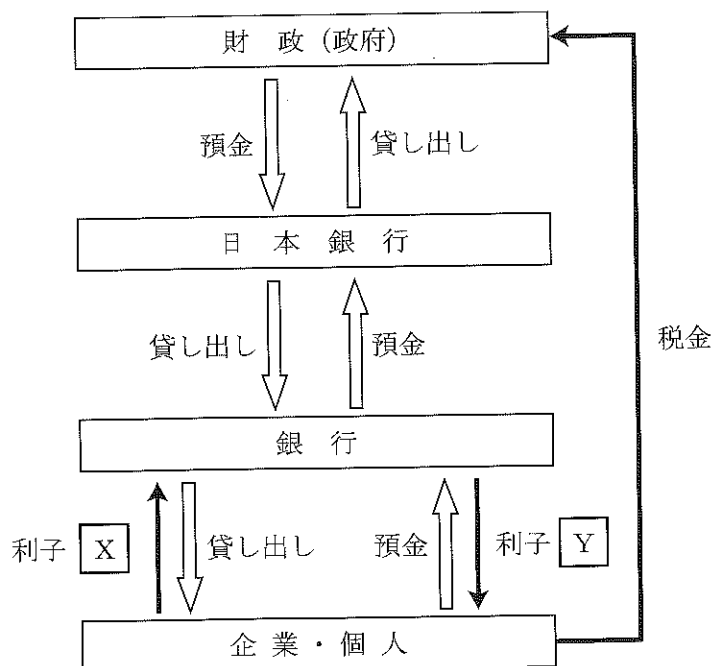 財政(政府)
預金
貸し出し
日本銀行
貸し出し
預金
税金
銀行
利子 X
貸し出し
預金
利子 Y
企業・個人